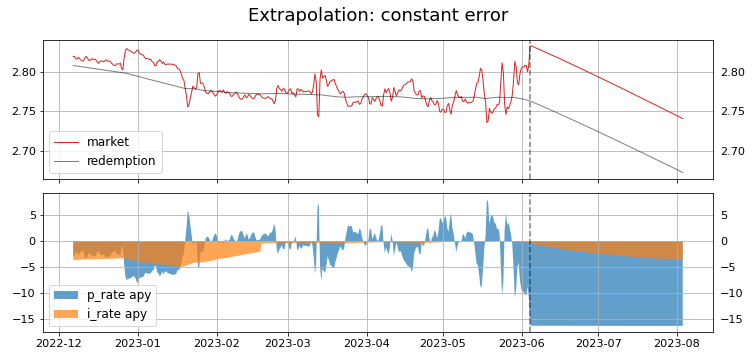 Extrapolation: constant error
2.80
2.75
2.70
2.80
2.75
2.70
market
redemption
5
0
−5
−10
−15
5
0
−5
−10
−15
p_rate apy
i_rate apy
2022-12 2023-01 2023-02 2023-03 2023-04 2023-05 2023-06 2023-07 2023-08